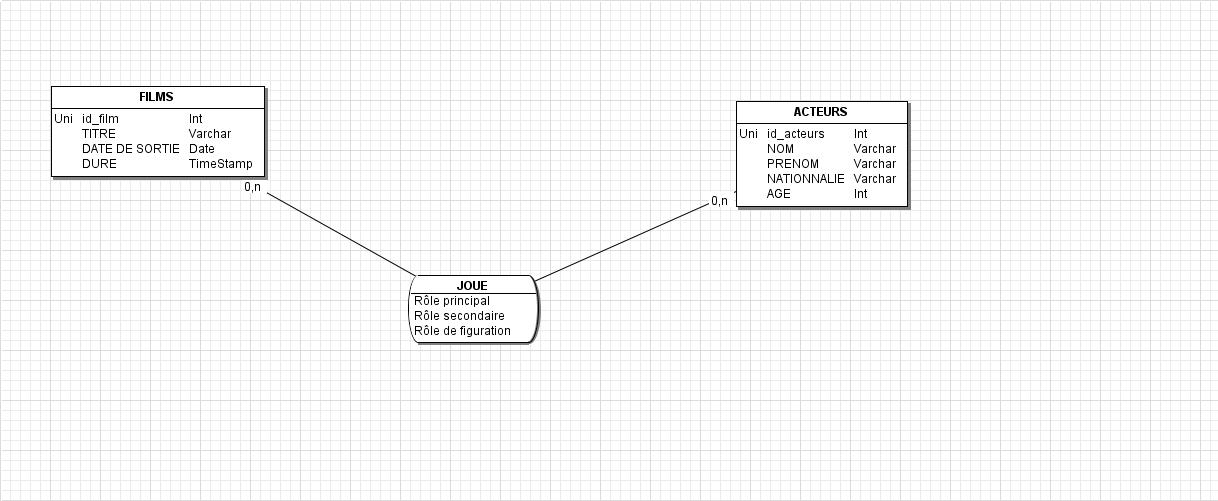 FILMS
Uni id_film Int
TITRE Varchar
DATE DE SORTIE Date
DURE TimeStamp
0,n
ACTEURS
Uni id_acteurs Int
NOM Varchar
PRENOM Varchar
NATIONNALIE Varchar
AGE Int
0,n
JOUE
Rôle principal
Rôle secondaire
Rôle de figuration